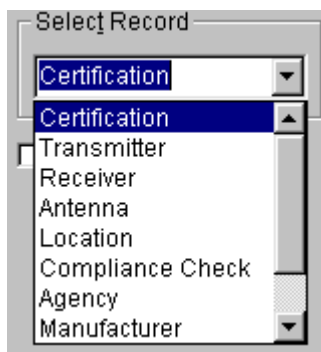 Select Record
Certification
Certification
Transmitter
Receiver
Antenna
Location
Compliance Check
Agency
Manufacturer